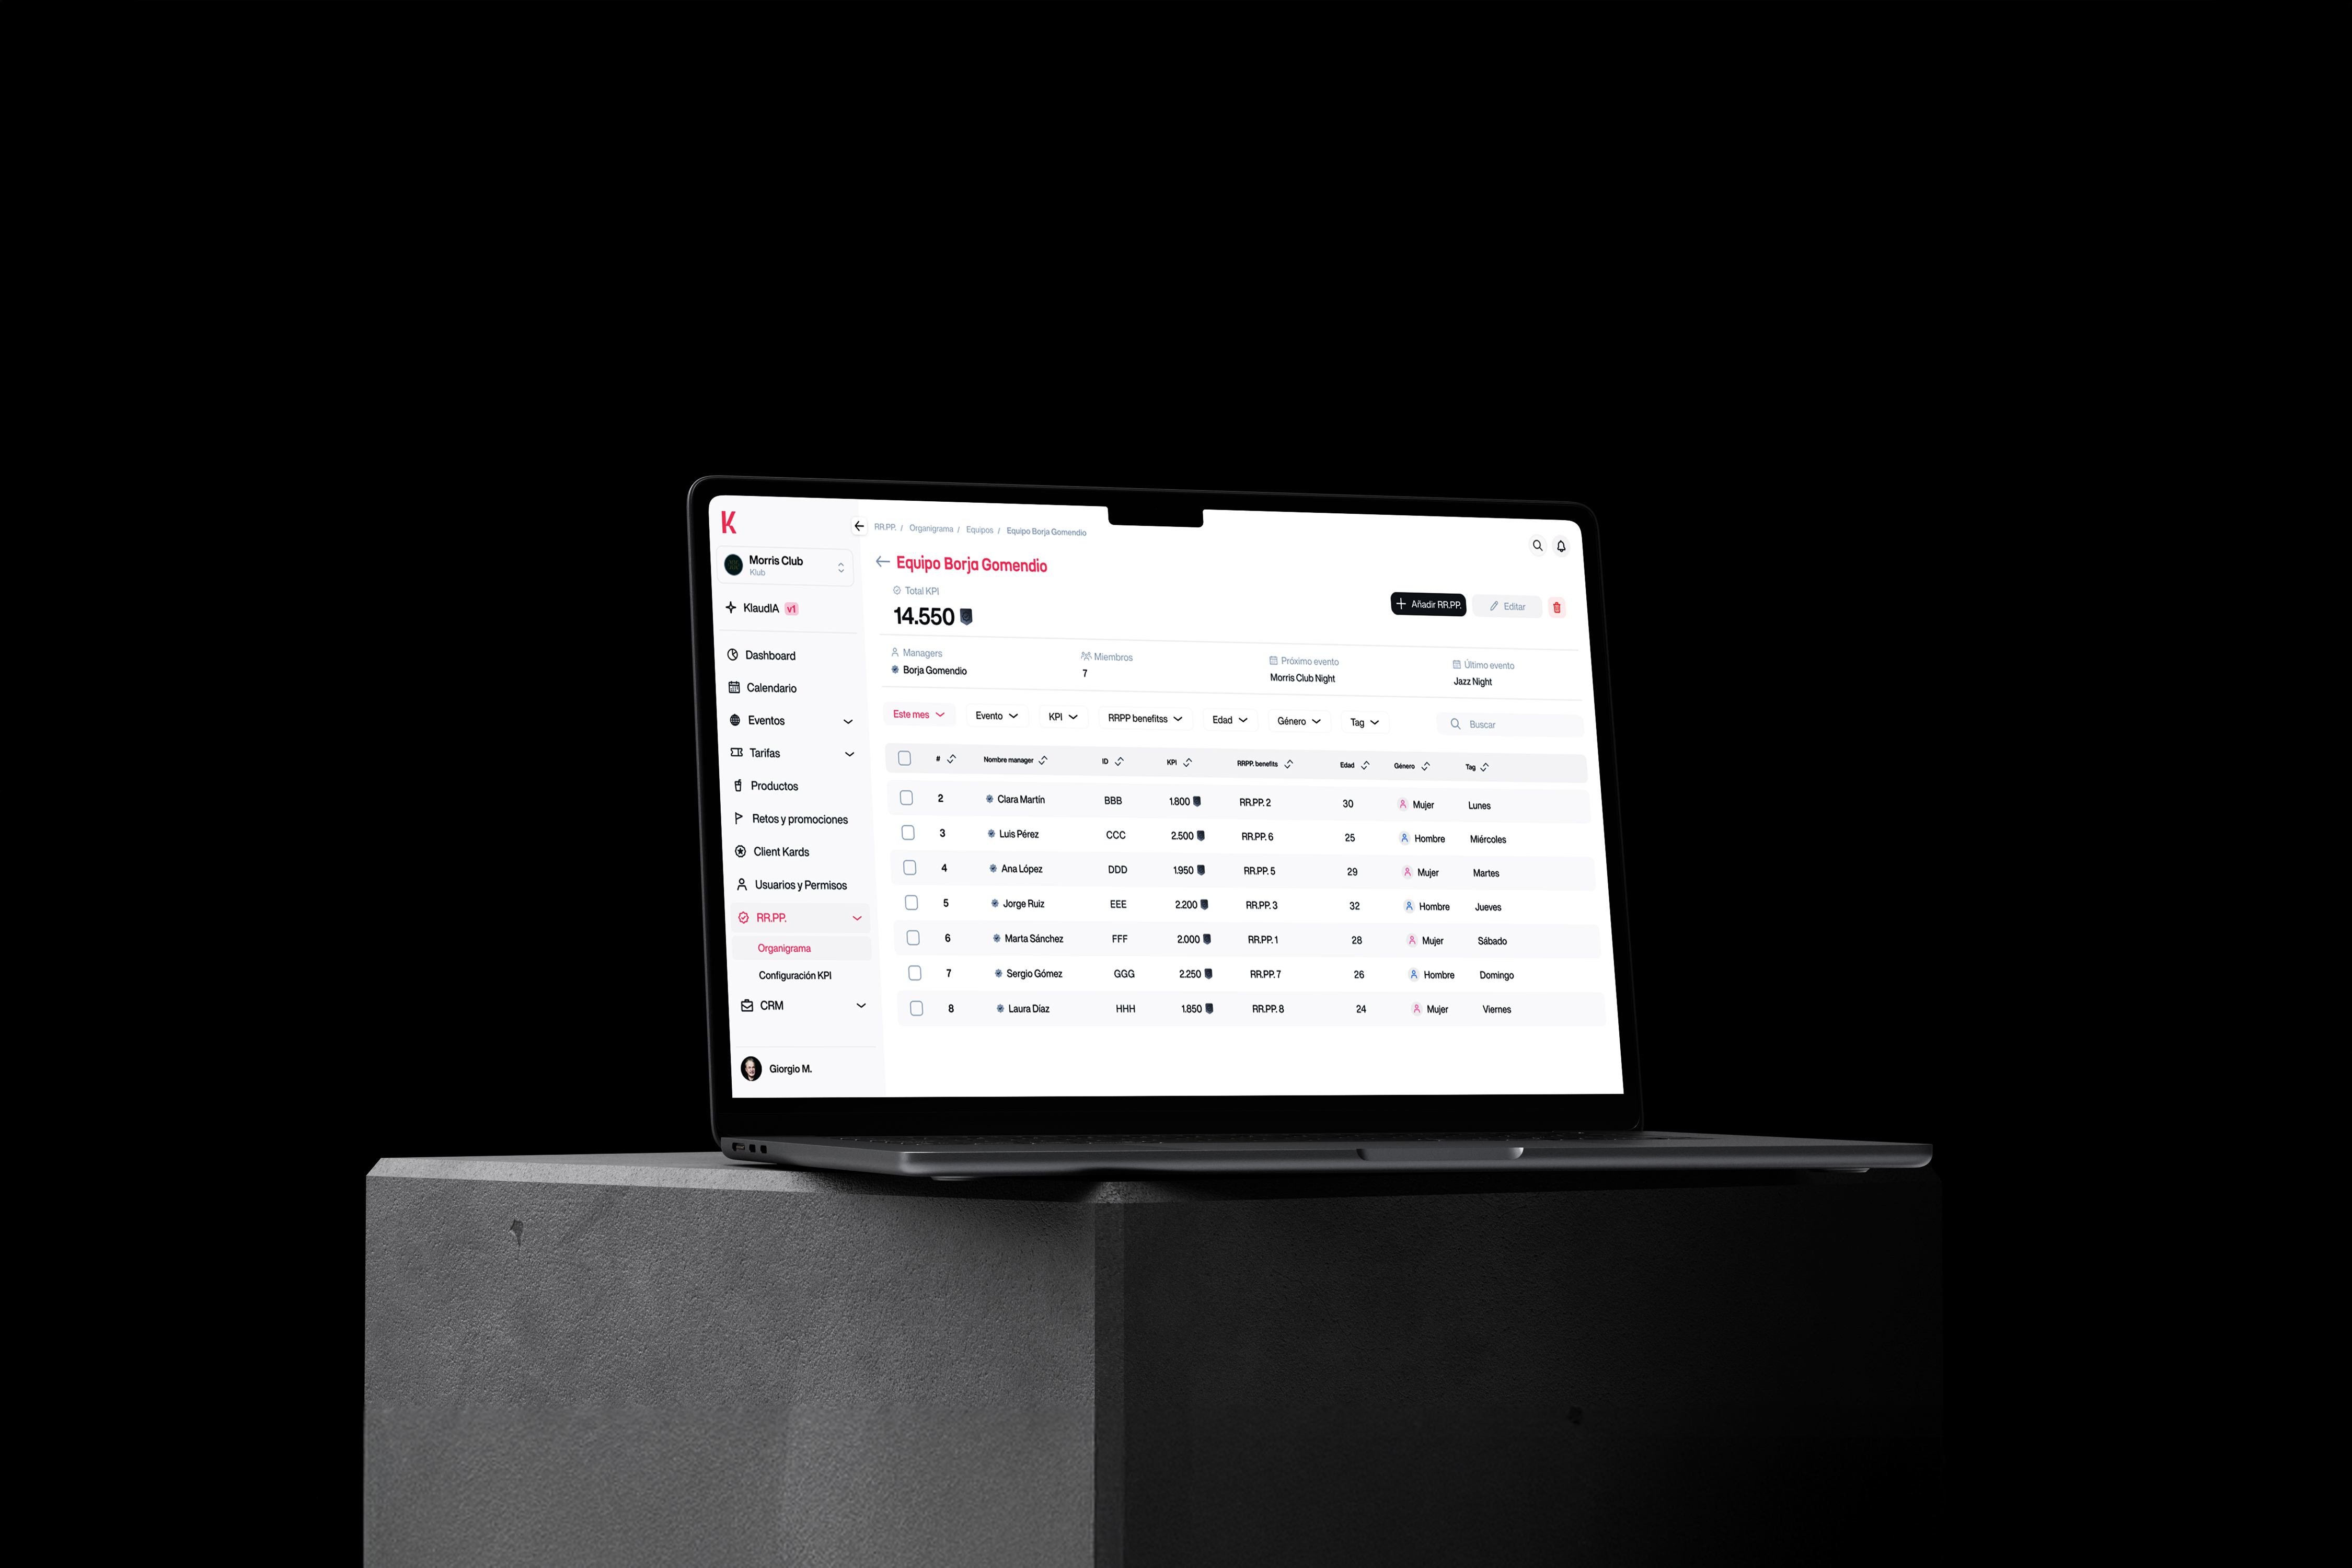 K
Morris Club
Klub
KlaudIA v1
Dashboard
Calendario
Eventos
Tarifas
Productos
Retos y promociones
Client Kards
Usuarios y Permisos
RR.PP.
Organigrama
Configuración KPI
CRM
Giorgio M.
RR.PP. / Organigrama / Equipos / Equipo Borja Gomendio
Equipo Borja Gomendio
Total KPI
14.550
Añadir RR.PP. Editar
Managers Miembros Próximo evento Último evento
Borja Gomendio 7 Morris Club Night Jazz Night
Este mes Evento KPI RRPP benefitss Edad Género Tag Buscar
# Nombre manager ID KPI RRPP. benefits Edad Género Tag
2 Clara Martín BBB 1.800 RR.PP. 2 30 Mujer Lunes
3 Luis Pérez CCC 2.500 RR.PP. 6 25 Hombre Miércoles
4 Ana López DDD 1.950 RR.PP. 5 29 Mujer Martes
5 Jorge Ruiz EEE 2.200 RR.PP. 3 32 Hombre Jueves
6 Marta Sánchez FFF 2.000 RR.PP. 1 28 Mujer Sábado
7 Sergio Gómez GGG 2.250 RR.PP. 7 26 Hombre Domingo
8 Laura Díaz HHH 1.850 RR.PP. 8 24 Mujer Viernes